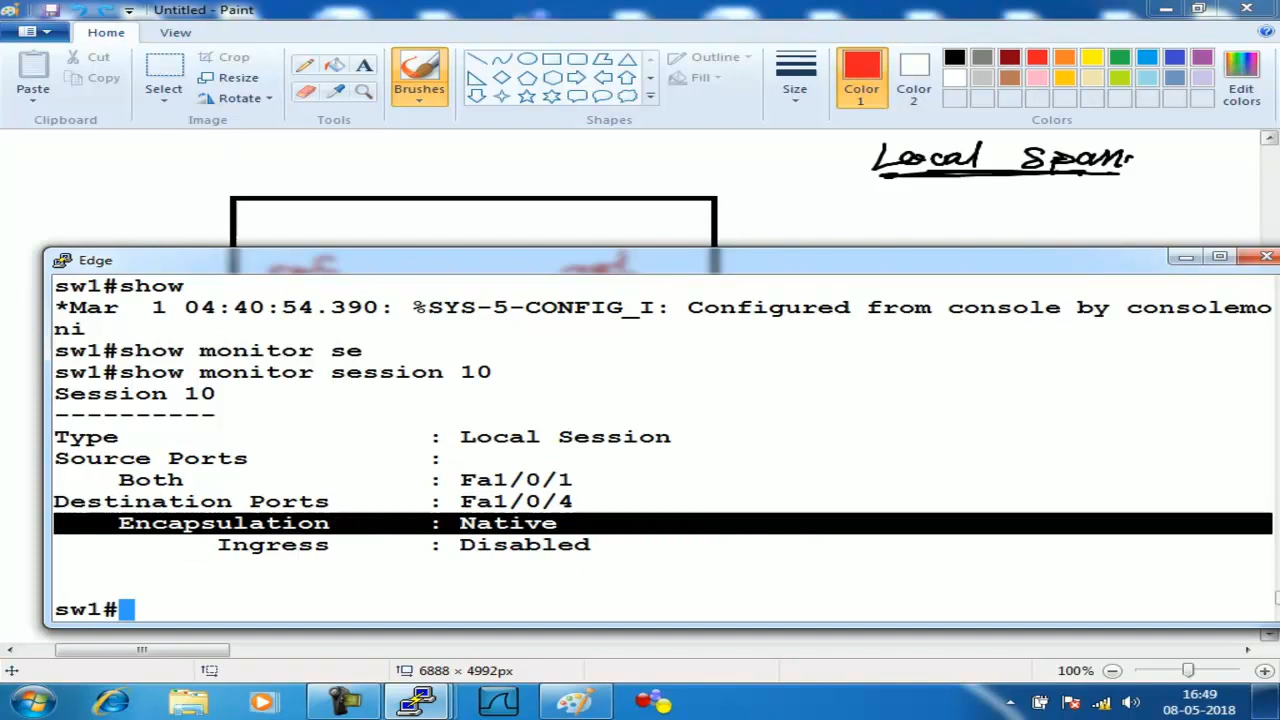 Untitled - Paint
Home View
Cut
Copy
Paste
Clipboard
Crop
Resize
Rotate
Select
Image
Tools
Brushes
Shapes
Outline
Fill
Size
Color 1
Color 2
Edit colors
Colors
Local Span
Edge
sw1#show
*Mar  1 04:40:54.390: %SYS-5-CONFIG_I: Configured from console by consolemo
ni
sw1#show monitor se
sw1#show monitor session 10
Session 10
----------
Type : Local Session
Source Ports :
Both : Fa1/0/1
Destination Ports : Fa1/0/4
Encapsulation : Native
Ingress : Disabled
sw1#
6888 × 4992px
100%
16:49
08-05-2018